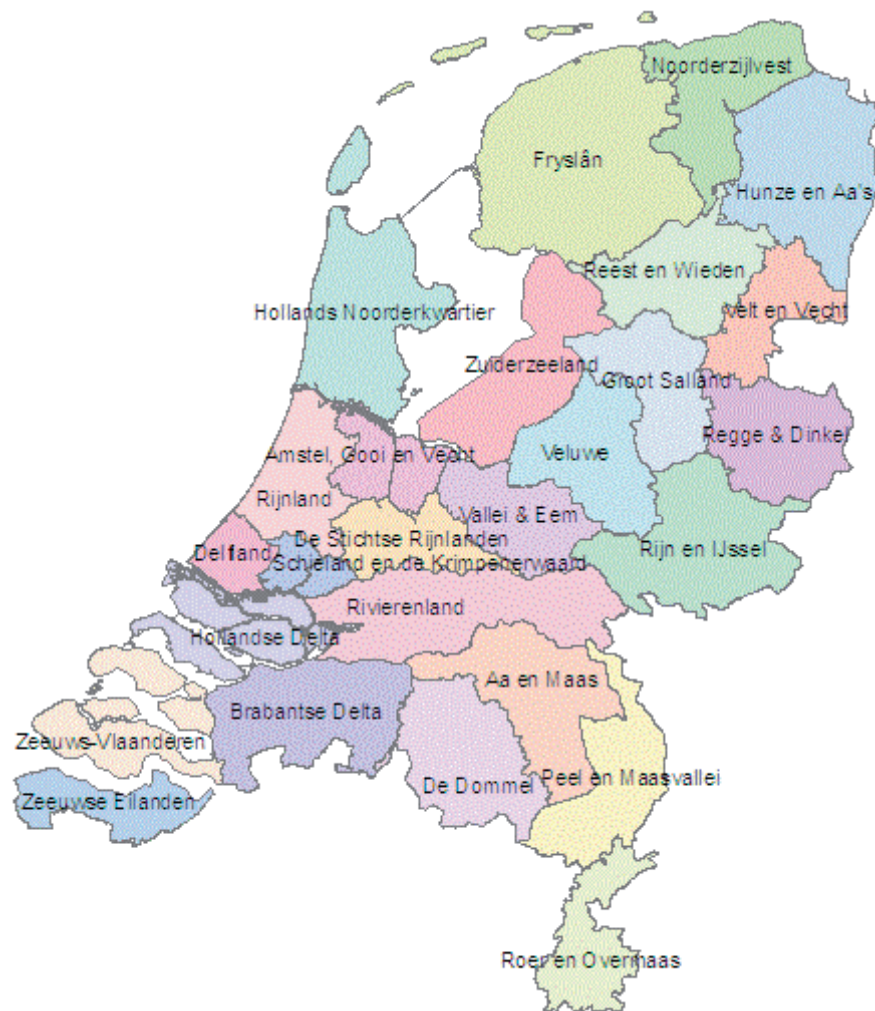 Noorderzijlvest
Fryslân
Hunze en Aa's
Reest en Wieden
Hollands Noorderkwartier
Velt en Vecht
Zuiderzeeland
Groot Salland
Regge & Dinkel
Amstel, Gooi en Vecht
Veluwe
Rijnland
Vallei & Eem
De Stichtse Rijnlanden
Delfland
Schieland en de Krimpenerwaard
Rijn en IJssel
Rivierenland
Hollandse Delta
Aa en Maas
Brabantse Delta
Zeeuws-Vlaanderen
De Dommel
Peel en Maasvallei
Zeeuwse Eilanden
Roer en Overmaas